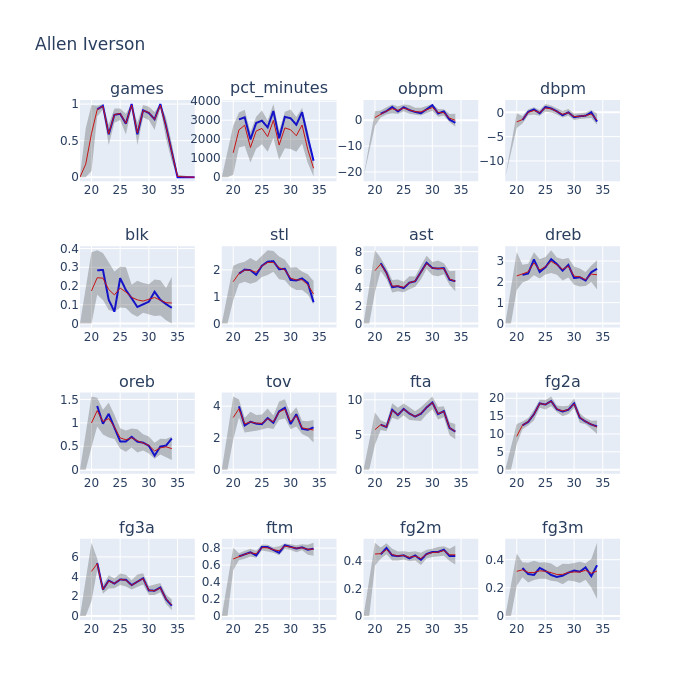 Allen Iverson
games pct_minutes obpm dbpm
1 0.5 0
4000 3000 2000 1000 0
0 −10 −20
0 −5 −10
20 25 30 35 20 25 30 35 20 25 30 35 20 25 30 35
blk stl ast dreb
0.4 0.3 0.2 0.1 0
2 1 0
8 6 4 2 0
3 2 1 0
20 25 30 35 20 25 30 35 20 25 30 35 20 25 30 35
oreb tov fta fg2a
1.5 1 0.5 0
4 2 0
10 5 0
20 15 10 5 0
20 25 30 35 20 25 30 35 20 25 30 35 20 25 30 35
fg3a ftm fg2m fg3m
6 4 2 0
0.8 0.6 0.4 0.2 0
0.4 0.2 0
0.4 0.2 0
20 25 30 35 20 25 30 35 20 25 30 35 20 25 30 35